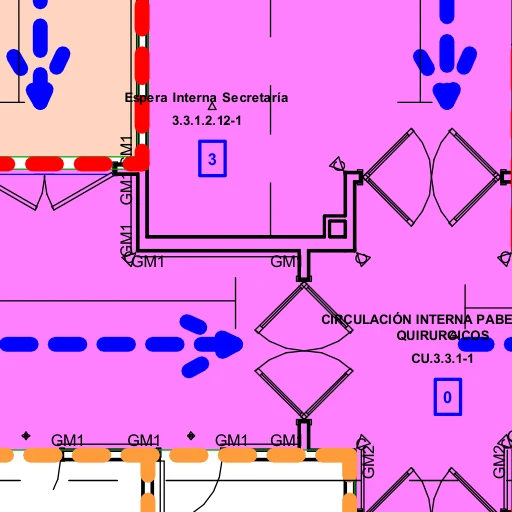 Espera Interna Secretaría
3.3.1.2.12-1
3
GM1
GM1
GM1
GM1
GM1
CIRCULACIÓN INTERNA PABE
QUIRURGICOS
CU.3.3.1-1
0
GM1
GM1
GM1
GM1
GM2
GM2